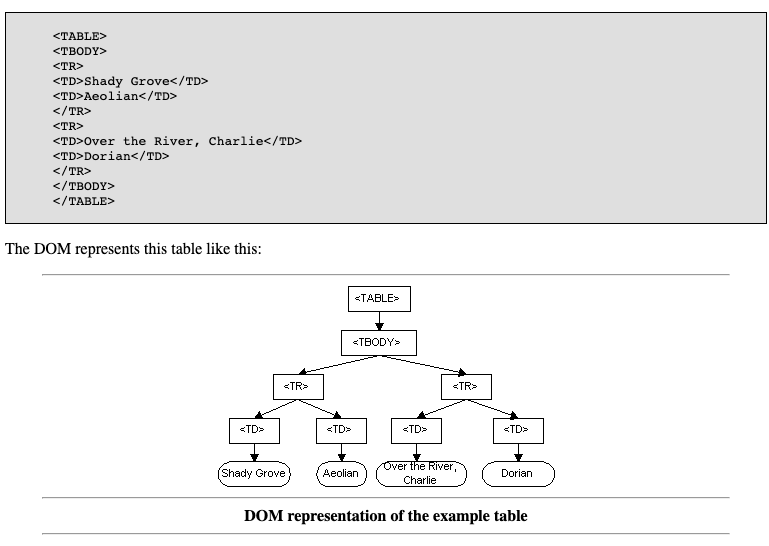 <TABLE>
<TBODY>
<TR>
<TD>Shady Grove</TD>
<TD>Aeolian</TD>
</TR>
<TR>
<TD>Over the River, Charlie</TD>
<TD>Dorian</TD>
</TR>
</TBODY>
</TABLE>
The DOM represents this table like this:
<TABLE>
<TBODY>
<TR> <TR>
<TD> <TD> <TD> <TD>
Shady Grove Aeolian Over the River, Dorian
Charlie
DOM representation of the example table